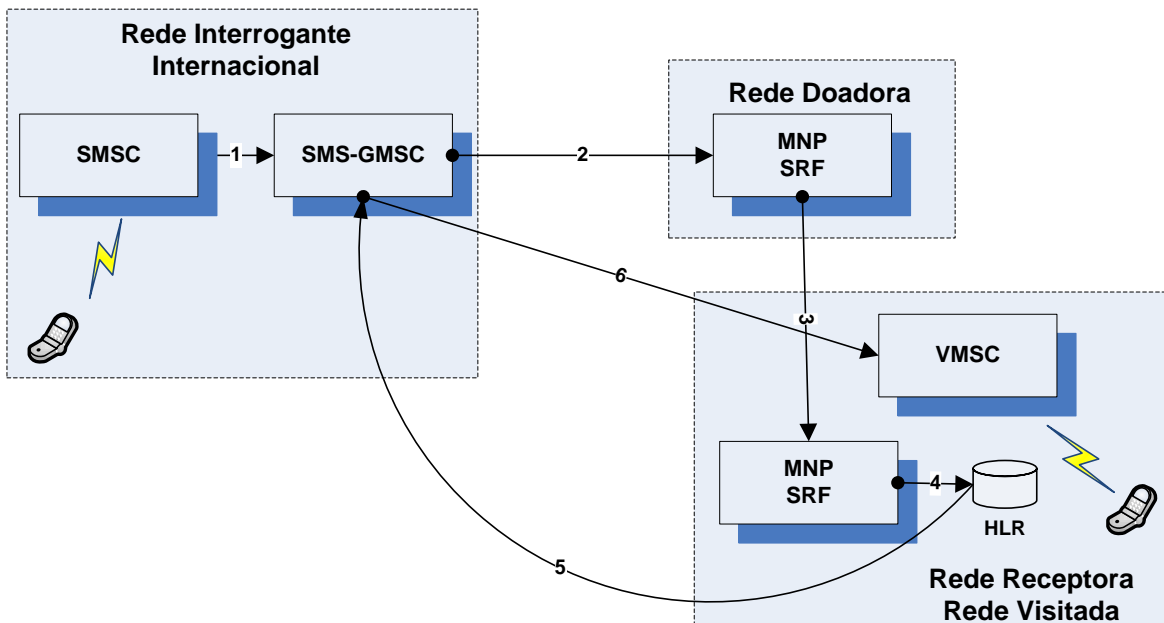 Rede Interrogante
Internacional
SMSC
1
SMS-GMSC
2
Rede Doadora
MNP
SRF
3
6
VMSC
MNP
SRF
4
HLR
5
Rede Receptora
Rede Visitada